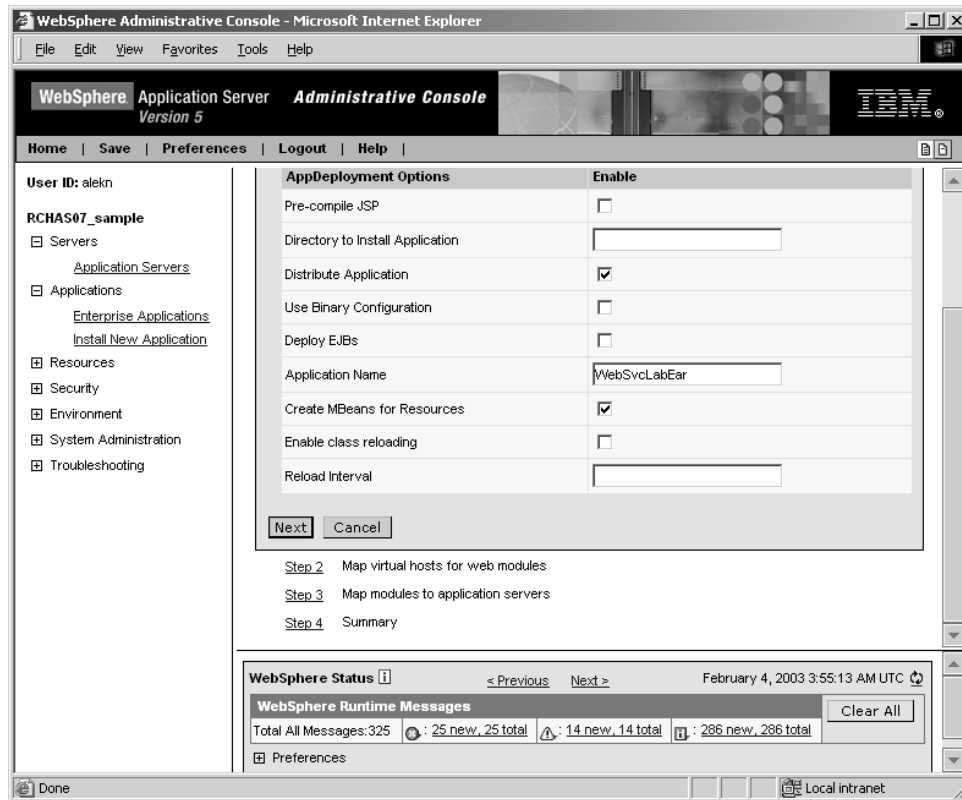 WebSphere Administrative Console - Microsoft Internet Explorer
File Edit View Favorites Tools Help
WebSphere Application Server Administrative Console
Version 5
IBM®
Home | Save | Preferences | Logout | Help |
User ID: alekn
RCHAS07_sample
Servers
Application Servers
Applications
Enterprise Applications
Install New Application
Resources
Security
Environment
System Administration
Troubleshooting
AppDeployment Options Enable
Pre-compile JSP
Directory to Install Application
Distribute Application
Use Binary Configuration
Deploy EJBs
Application Name WebSvcLabEar
Create MBeans for Resources
Enable class reloading
Reload Interval
Next Cancel
Step 2 Map virtual hosts for web modules
Step 3 Map modules to application servers
Step 4 Summary
WebSphere Status i < Previous Next > February 4, 2003 3:55:13 AM UTC
WebSphere Runtime Messages Clear All
Total All Messages:325 : 25 new, 25 total : 14 new, 14 total : 286 new, 286 total
Preferences
Done Local intranet